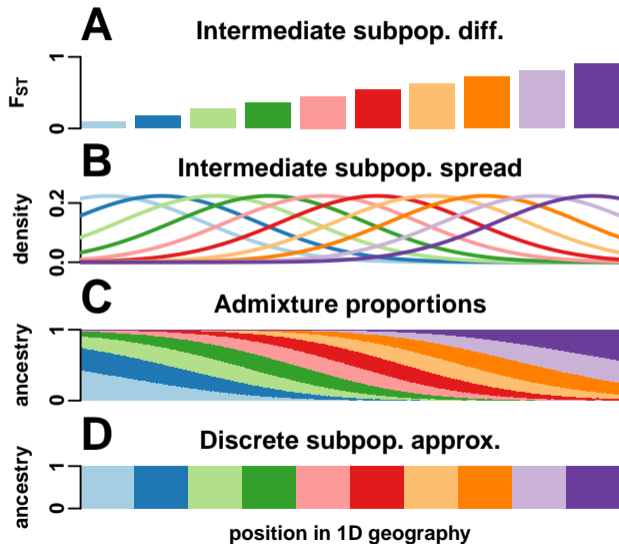 A
Intermediate subpop. diff.
FST
1
0
B
Intermediate subpop. spread
density
0.2
0.0
C
Admixture proportions
ancestry
1
0
D
Discrete subpop. approx.
ancestry
1
0
position in 1D geography